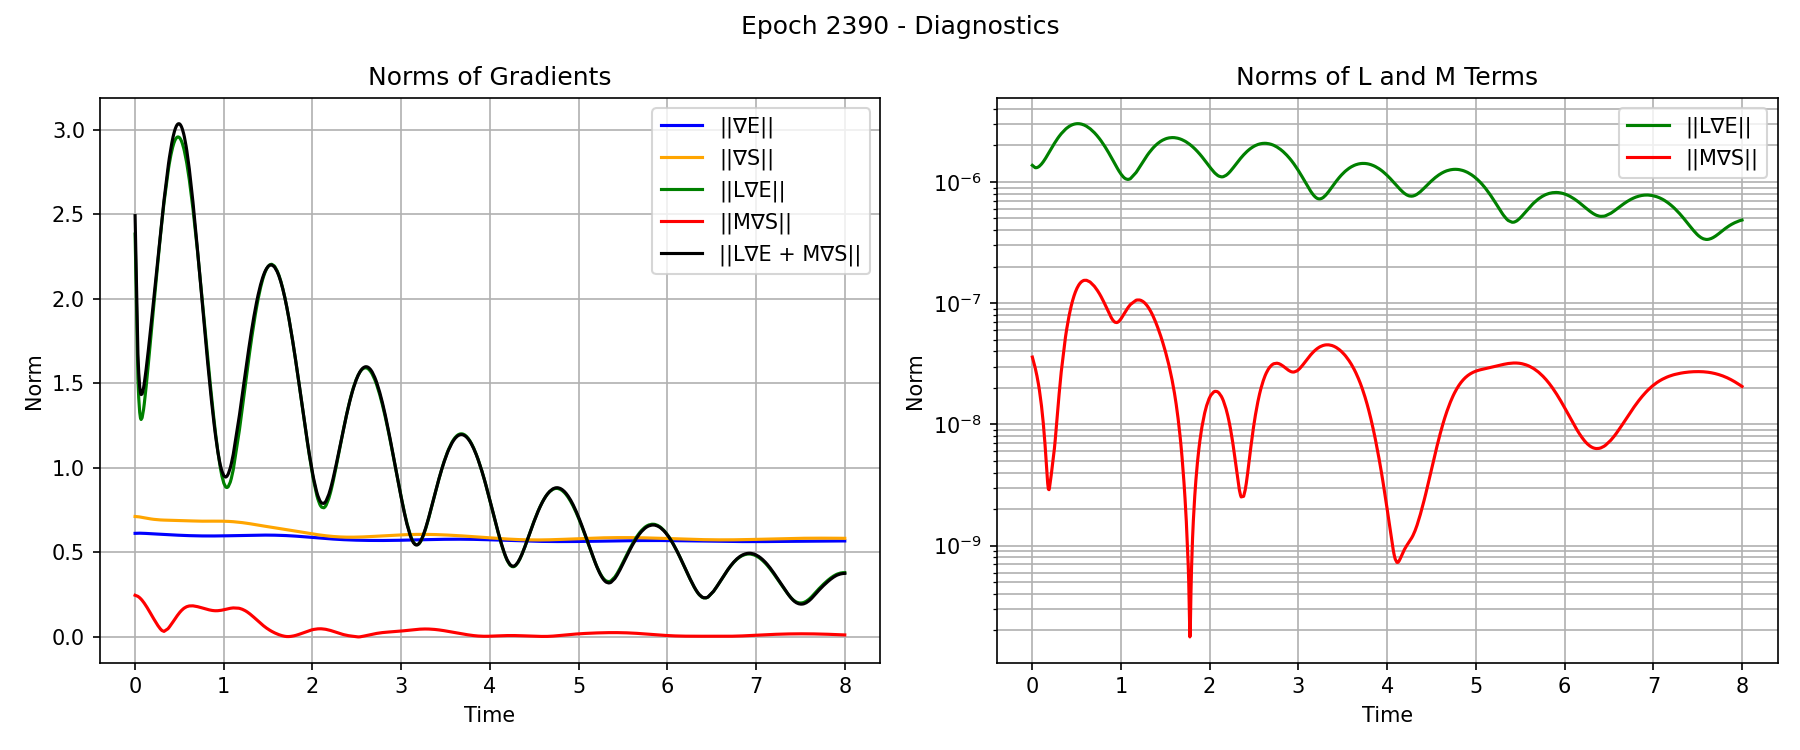 Epoch 2390 - Diagnostics
Norms of Gradients
Norm
3.0
2.5
2.0
1.5
1.0
0.5
0.0
0 1 2 3 4 5 6 7 8
Time
||∇E||
||∇S||
||L∇E||
||M∇S||
||L∇E + M∇S||
Norms of L and M Terms
Norm
10⁻⁶
10⁻⁷
10⁻⁸
10⁻⁹
0 1 2 3 4 5 6 7 8
Time
||L∇E||
||M∇S||